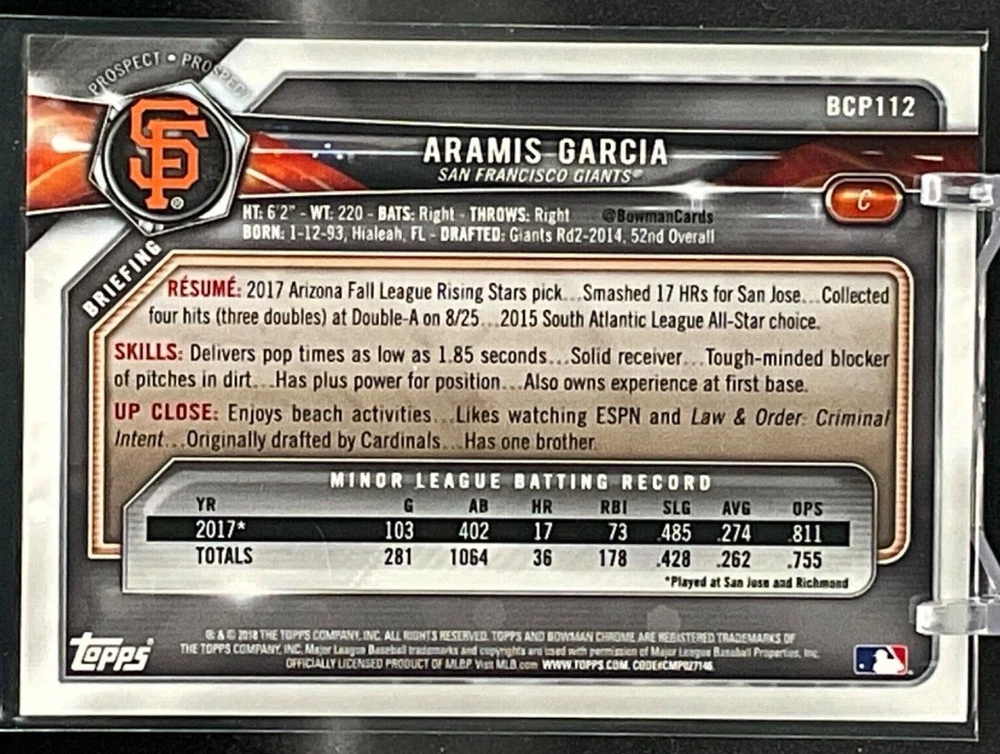 PROSPECT • PROSPECT
BCP112
SF
ARAMIS GARCIA
SAN FRANCISCO GIANTS®
C
HT: 6'2" - WT: 220 - BATS: Right - THROWS: Right @BowmanCards
BORN: 1-12-93, Hialeah, FL - DRAFTED: Giants Rd2-2014, 52nd Overall
BRIEFING
RÉSUMÉ: 2017 Arizona Fall League Rising Stars pick...Smashed 17 HRs for San Jose...Collected
four hits (three doubles) at Double-A on 8/25...2015 South Atlantic League All-Star choice.
SKILLS: Delivers pop times as low as 1.85 seconds...Solid receiver...Tough-minded blocker
of pitches in dirt...Has plus power for position...Also owns experience at first base.
UP CLOSE: Enjoys beach activities...Likes watching ESPN and Law & Order: Criminal
Intent...Originally drafted by Cardinals...Has one brother.
MINOR LEAGUE BATTING RECORD
YR G AB HR RBI SLG AVG OPS
2017* 103 402 17 73 .485 .274 .811
TOTALS 281 1064 36 178 .428 .262 .755
*Played at San Jose and Richmond
® & © 2018 THE TOPPS COMPANY, INC. ALL RIGHTS RESERVED. TOPPS AND BOWMAN CHROME ARE REGISTERED TRADEMARKS OF
THE TOPPS COMPANY, INC. Major League Baseball trademarks and copyrights are used with permission of Major League Baseball Properties, Inc.
OFFICIALLY LICENSED PRODUCT OF MLBP Visit MLB.com WWW.TOPPS.COM. CODE#CMP027146
Topps